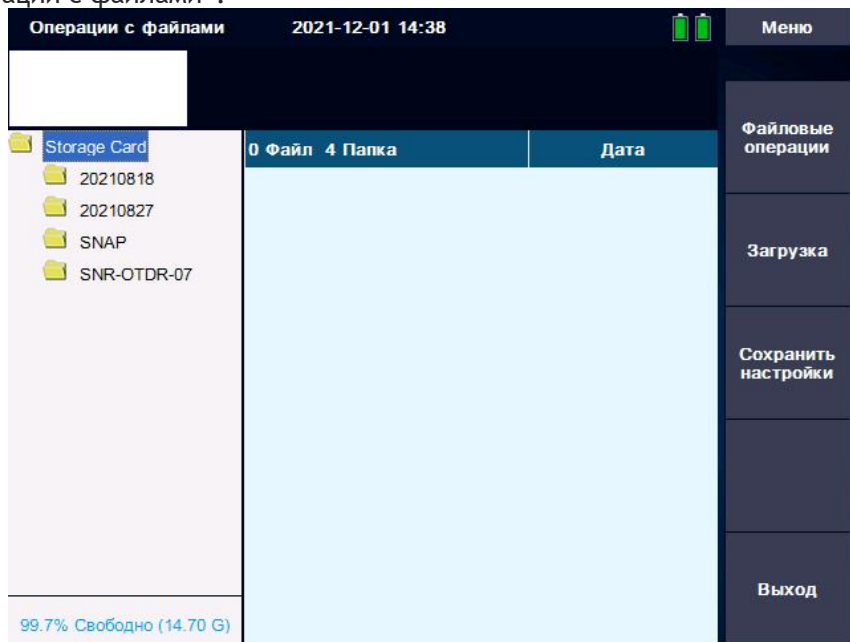 Операции с файлами 2021-12-01 14:38 Меню
Storage Card
20210818
20210827
SNAP
SNR-OTDR-07
0 Файл 4 Папка Дата
Файловые
операции
Загрузка
Сохранить
настройки
Выход
99.7% Свободно (14.70 G)